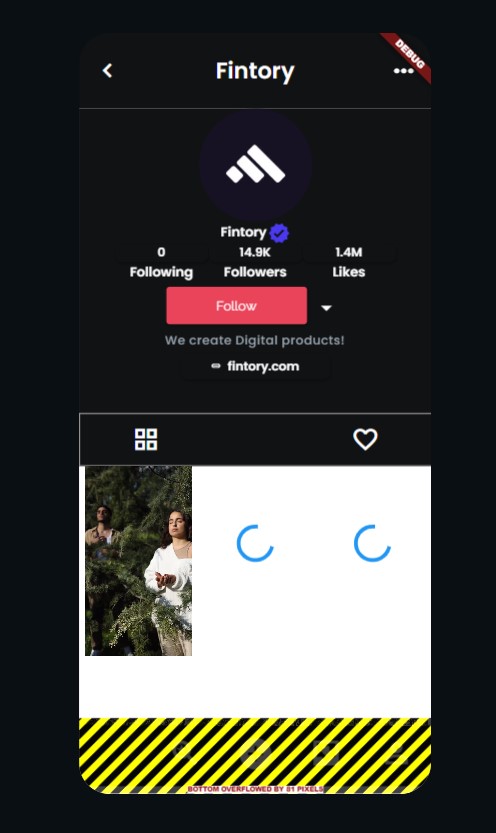 DEBUG
Fintory
Fintory
0 14.9K 1.4M
Following Followers Likes
Follow
We create Digital products!
fintory.com
BOTTOM OVERFLOWED BY 81 PIXELS